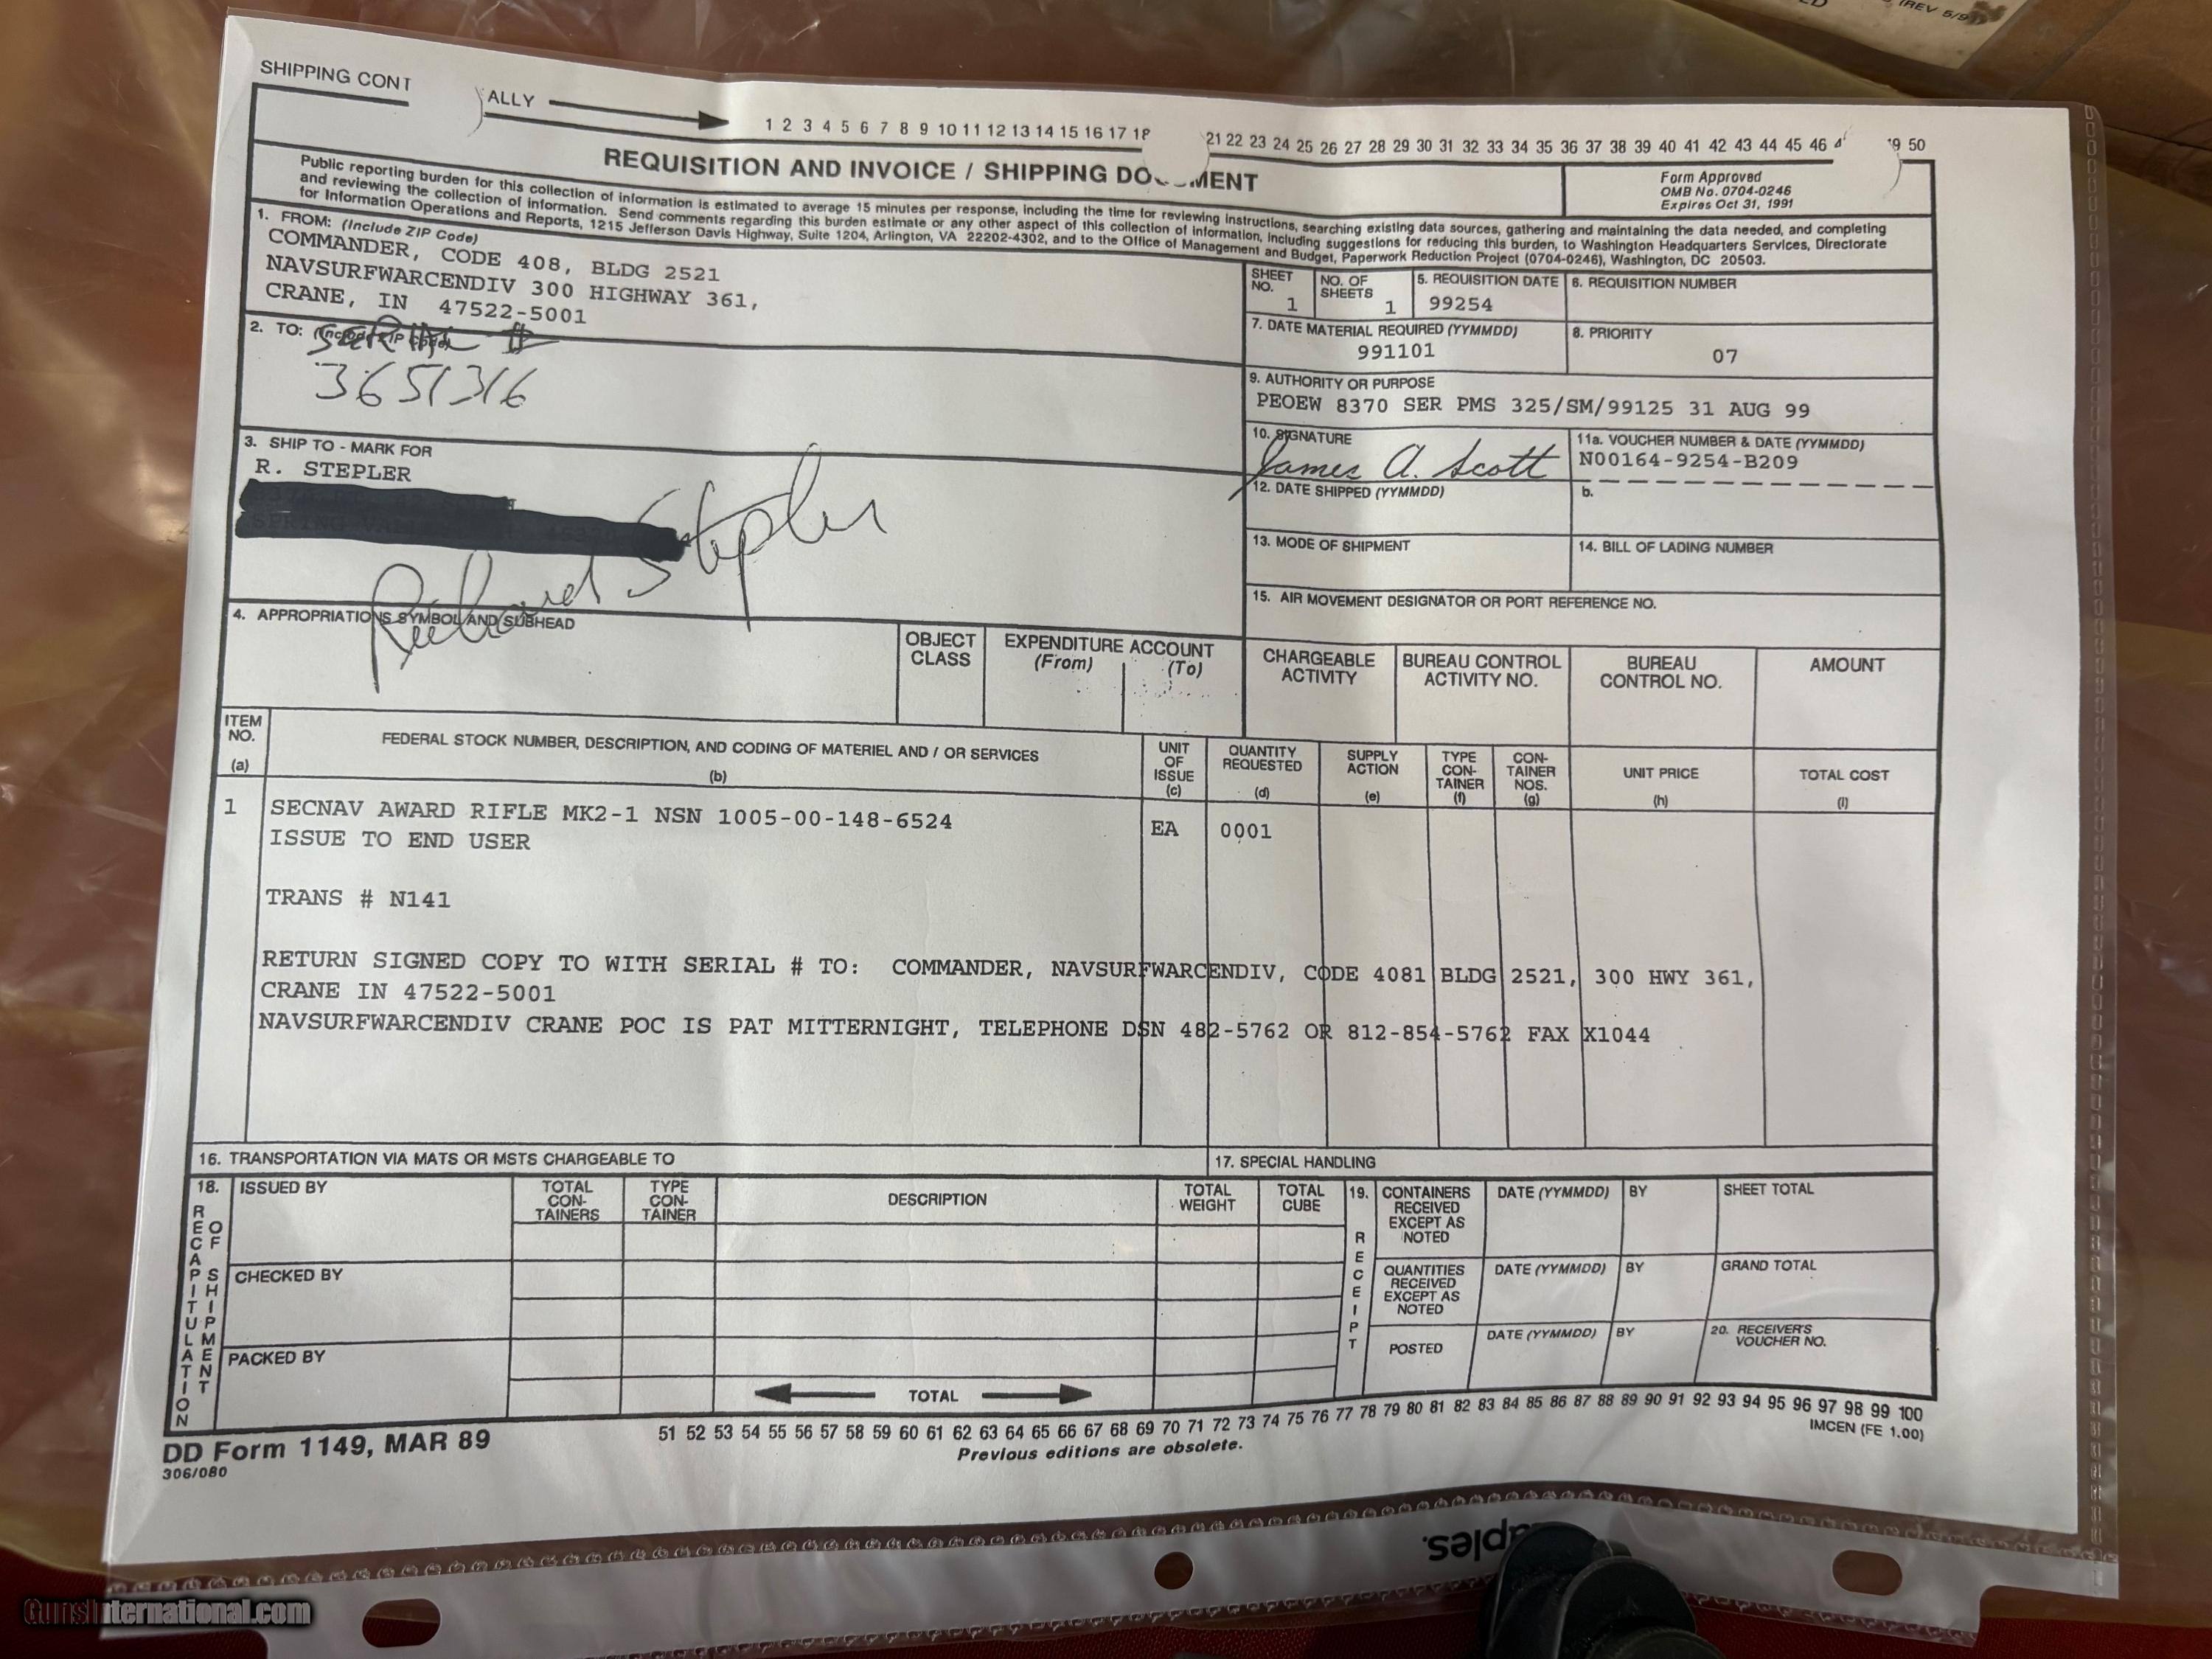 (REV 5/9
SHIPPING CONT
ALLY
1 2 3 4 5 6 7 8 9 10 11 12 13 14 15 16 17 18
21 22 23 24 25 26 27 28 29 30 31 32 33 34 35 36 37 38 39 40 41 42 43 44 45 46
49 50
REQUISITION AND INVOICE / SHIPPING DOCUMENT
Form Approved
OMB No. 0704-0246
Expires Oct 31, 1991
Public reporting burden for this collection of information is estimated to average 15 minutes per response, including the time for reviewing instructions, searching existing data sources, gathering and maintaining the data needed, and completing
and reviewing the collection of information. Send comments regarding this burden estimate or any other aspect of this collection of information, including suggestions for reducing this burden, to Washington Headquarters Services, Directorate
for Information Operations and Reports, 1215 Jefferson Davis Highway, Suite 1204, Arlington, VA 22202-4302, and to the Office of Management and Budget, Paperwork Reduction Project (0704-0246), Washington, DC 20503.
1. FROM: (Include ZIP Code)
COMMANDER, CODE 408, BLDG 2521
NAVSURFWARCENDIV 300 HIGHWAY 361,
CRANE, IN 47522-5001
SHEET NO.
1
NO. OF SHEETS
1
5. REQUISITION DATE
99254
6. REQUISITION NUMBER
2. TO: (Include ZIP Code)
SERIAL #
3651316
7. DATE MATERIAL REQUIRED (YYMMDD)
991101
8. PRIORITY
07
9. AUTHORITY OR PURPOSE
PEOEW 8370 SER PMS 325/SM/99125 31 AUG 99
3. SHIP TO - MARK FOR
R. STEPLER
Richard Stepler
10. SIGNATURE
James A. Scott
11a. VOUCHER NUMBER & DATE (YYMMDD)
N00164-9254-B209
12. DATE SHIPPED (YYMMDD)
b.
13. MODE OF SHIPMENT
14. BILL OF LADING NUMBER
15. AIR MOVEMENT DESIGNATOR OR PORT REFERENCE NO.
4. APPROPRIATIONS SYMBOL AND SUBHEAD
OBJECT CLASS
EXPENDITURE ACCOUNT
(From)
(To)
CHARGEABLE ACTIVITY
BUREAU CONTROL ACTIVITY NO.
BUREAU CONTROL NO.
AMOUNT
ITEM NO.
(a)
FEDERAL STOCK NUMBER, DESCRIPTION, AND CODING OF MATERIEL AND / OR SERVICES
(b)
UNIT OF ISSUE
(c)
QUANTITY REQUESTED
(d)
SUPPLY ACTION
(e)
TYPE CON- TAINER
(f)
CON- TAINER NOS.
(g)
UNIT PRICE
(h)
TOTAL COST
(i)
1 SECNAV AWARD RIFLE MK2-1 NSN 1005-00-148-6524 EA 0001
ISSUE TO END USER
TRANS # N141
RETURN SIGNED COPY TO WITH SERIAL # TO: COMMANDER, NAVSURFWARCENDIV, CODE 4081 BLDG 2521, 300 HWY 361,
CRANE IN 47522-5001
NAVSURFWARCENDIV CRANE POC IS PAT MITTERNIGHT, TELEPHONE DSN 482-5762 OR 812-854-5762 FAX X1044
16. TRANSPORTATION VIA MATS OR MSTS CHARGEABLE TO
17. SPECIAL HANDLING
18. RECAPITULATION OF SHIPMENT
ISSUED BY
TOTAL CON- TAINERS
TYPE CON- TAINER
DESCRIPTION
TOTAL WEIGHT
TOTAL CUBE
19. RECEIPT
CONTAINERS RECEIVED EXCEPT AS NOTED
DATE (YYMMDD)
BY
SHEET TOTAL
CHECKED BY
QUANTITIES RECEIVED EXCEPT AS NOTED
DATE (YYMMDD)
BY
GRAND TOTAL
PACKED BY
POSTED
DATE (YYMMDD)
BY
20. RECEIVER'S VOUCHER NO.
TOTAL
DD Form 1149, MAR 89
306/080
51 52 53 54 55 56 57 58 59 60 61 62 63 64 65 66 67 68 69 70 71 72 73 74 75 76 77 78 79 80 81 82 83 84 85 86 87 88 89 90 91 92 93 94 95 96 97 98 99 100
Previous editions are obsolete.
IMCEN (FE 1.00)
aples.
GunsInternational.com